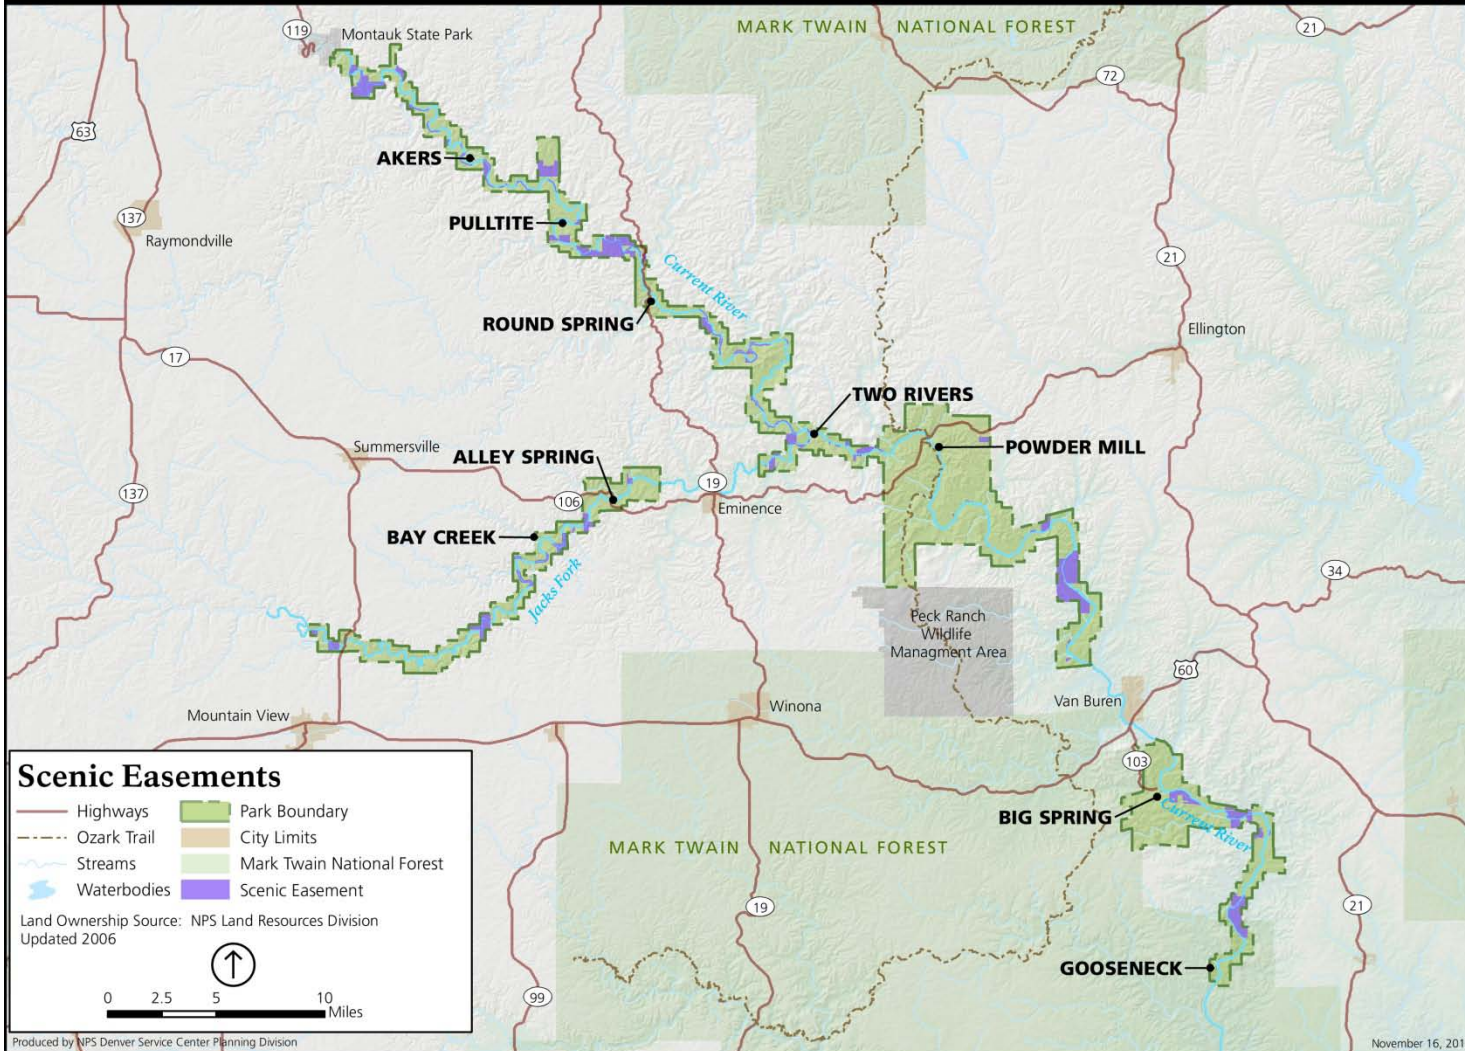 MARK TWAIN NATIONAL FOREST
21
119
Montauk State Park
72
63
AKERS
137
Raymondville
PULLTITE
Current River
21
ROUND SPRING
Ellington
17
TWO RIVERS
Summersville
ALLEY SPRING
POWDER MILL
137
106
19
Eminence
BAY CREEK
Jacks Fork
34
Peck Ranch
Wildlife
Managment Area
60
Van Buren
Winona
Mountain View
103
BIG SPRING
Current River
MARK TWAIN NATIONAL FOREST
19
21
GOOSENECK
99
Scenic Easements
Highways
Park Boundary
Ozark Trail
City Limits
Streams
Mark Twain National Forest
Waterbodies
Scenic Easement
Land Ownership Source: NPS Land Resources Division
Updated 2006
0 2.5 5 10
Miles
Produced by NPS Denver Service Center Planning Division
November 16, 201